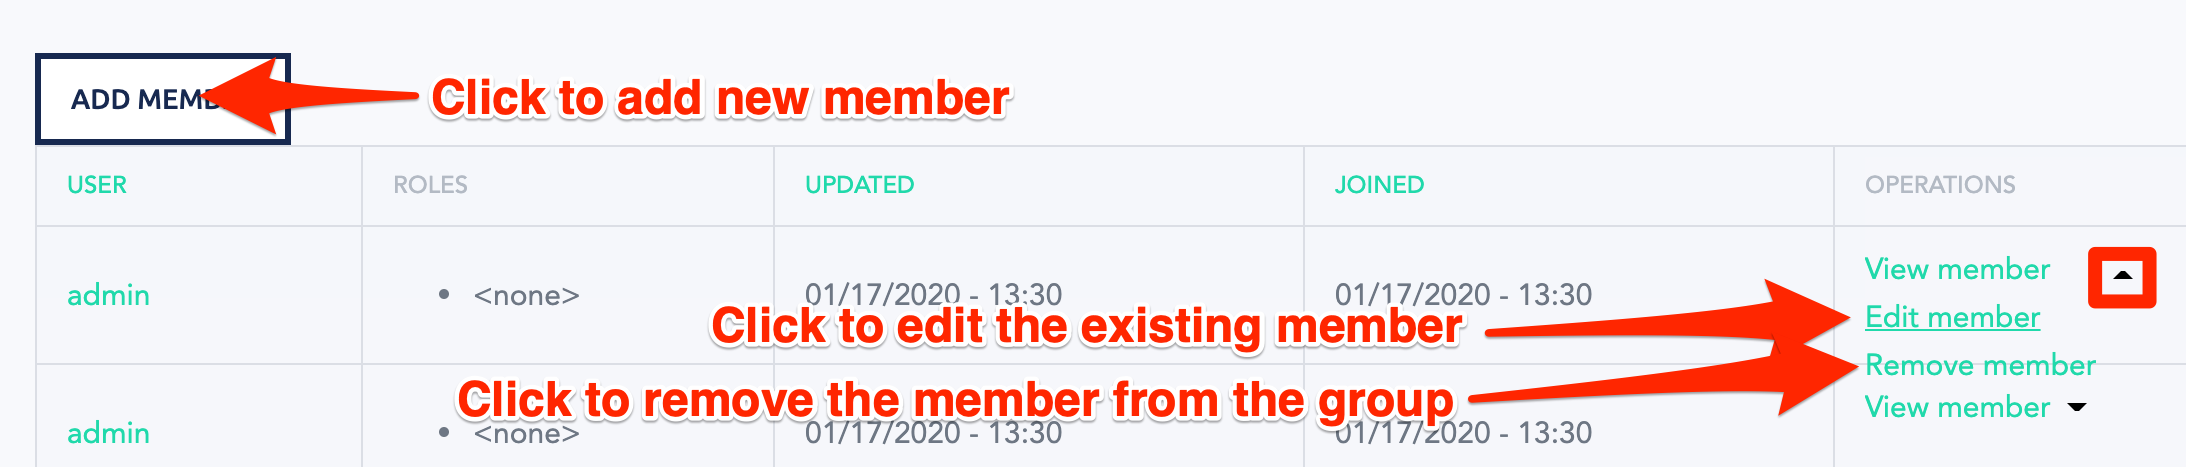 ADD MEMB
Click to add new member
USER ROLES UPDATED JOINED OPERATIONS
admin <none> 01/17/2020 - 13:30 01/17/2020 - 13:30 View member
Click to edit the existing member Edit member
Click to remove the member from the group Remove member
admin <none> 01/17/2020 - 13:30 01/17/2020 - 13:30 View member